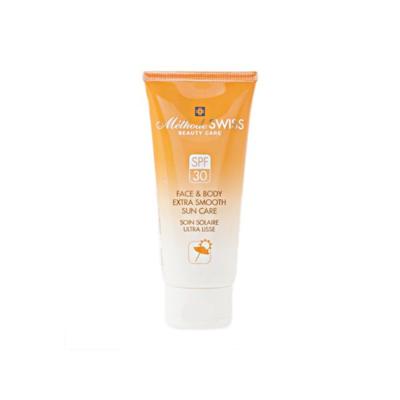 Méthode SWISS
BEAUTY CARE
SPF
30
FACE & BODY
EXTRA SMOOTH
SUN CARE
SOIN SOLAIRE
ULTRA LISSE